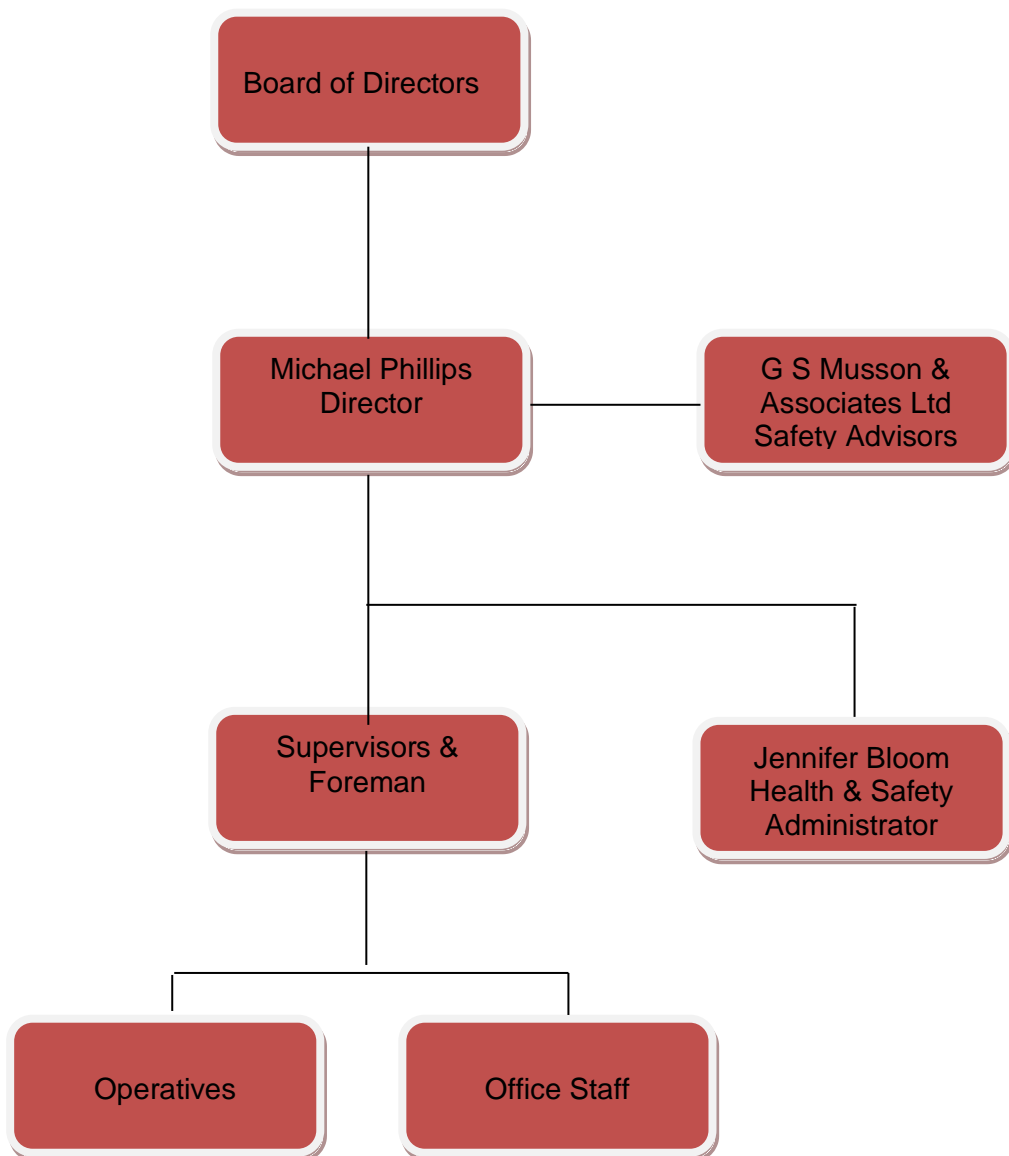 Board of Directors
Michael Phillips
Director
G S Musson &
Associates Ltd
Safety Advisors
Supervisors &
Foreman
Jennifer Bloom
Health & Safety
Administrator
Operatives
Office Staff